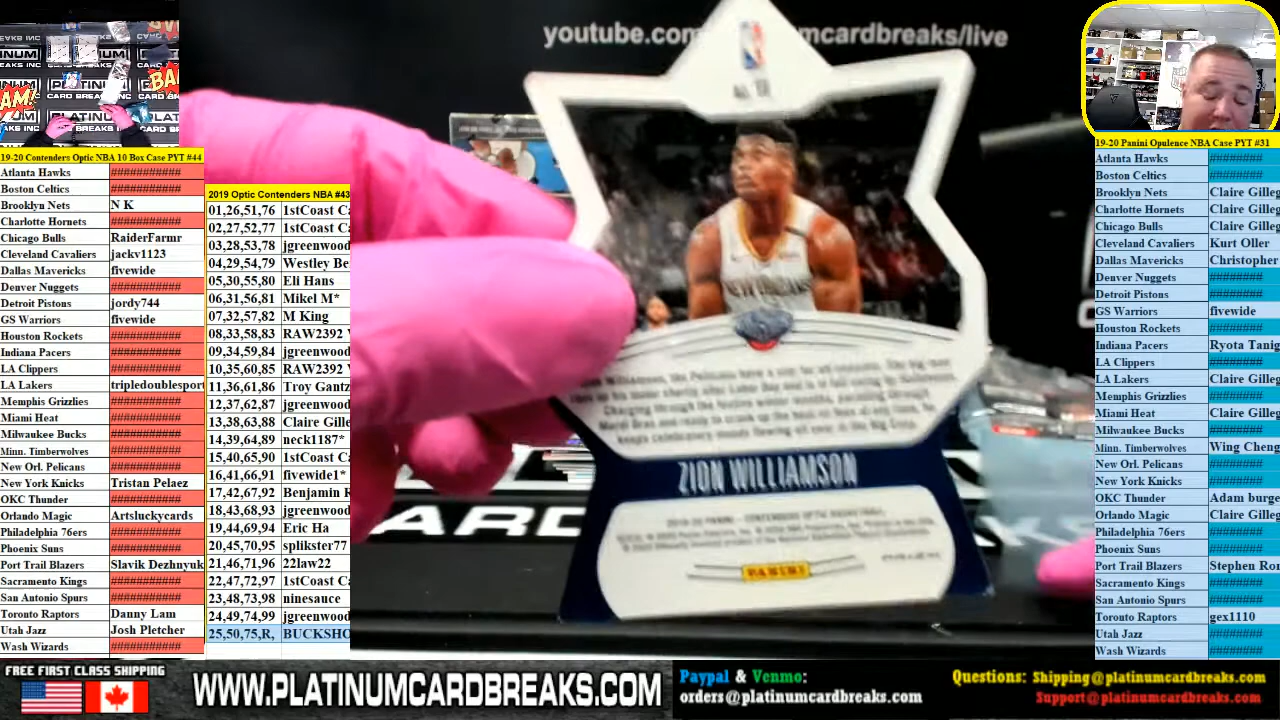 youtube.com
umcardbreaks/live
19-20 Contenders Optic NBA 10 Box Case PYT #44
Atlanta Hawks ###########
Boston Celtics ###########
Brooklyn Nets N K
Charlotte Hornets ###########
Chicago Bulls RaiderFarmr
Cleveland Cavaliers jackv1123
Dallas Mavericks fivewide
Denver Nuggets ###########
Detroit Pistons jordy744
GS Warriors fivewide
Houston Rockets ###########
Indiana Pacers ###########
LA Clippers ###########
LA Lakers tripledoublesport
Memphis Grizzlies ###########
Miami Heat ###########
Milwaukee Bucks ###########
Minn. Timberwolves ###########
New Orl. Pelicans ###########
New York Knicks Tristan Pelaez
OKC Thunder ###########
Orlando Magic Artsluckycards
Philadelphia 76ers ###########
Phoenix Suns ###########
Port Trail Blazers Slavik Dezhnyuk
Sacramento Kings ###########
San Antonio Spurs ###########
Toronto Raptors Danny Lam
Utah Jazz Josh Pletcher
Wash Wizards ###########
2019 Optic Contenders NBA #43
01,26,51,76 1stCoast Ca
02,27,52,77 1stCoast Ca
03,28,53,78 jgreenwood
04,29,54,79 Westley Be
05,30,55,80 Eli Hans
06,31,56,81 Mikel M*
07,32,57,82 M King
08,33,58,83 RAW2392 V
09,34,59,84 jgreenwood
10,35,60,85 RAW2392 V
11,36,61,86 Troy Gantz
12,37,62,87 jgreenwood
13,38,63,88 Claire Gille
14,39,64,89 neck1187*
15,40,65,90 1stCoast Ca
16,41,66,91 fivewide1*
17,42,67,92 Benjamin R
18,43,68,93 jgreenwood
19,44,69,94 Eric Ha
20,45,70,95 splikster77
21,46,71,96 22law22
22,47,72,97 1stCoast Ca
23,48,73,98 ninesauce
24,49,74,99 jgreenwood
25,50,75,R, BUCKSHO
ZION WILLIAMSON
PANINI
19-20 Panini Opulence NBA Case PYT #31
Atlanta Hawks ########
Boston Celtics ########
Brooklyn Nets Claire Gilleg
Charlotte Hornets Claire Gilleg
Chicago Bulls Claire Gilleg
Cleveland Cavaliers Kurt Oller
Dallas Mavericks Christopher
Denver Nuggets ########
Detroit Pistons ########
GS Warriors fivewide
Houston Rockets ########
Indiana Pacers Ryota Tanig
LA Clippers ########
LA Lakers Claire Gilleg
Memphis Grizzlies ########
Miami Heat Claire Gilleg
Milwaukee Bucks ########
Minn. Timberwolves Wing Cheng
New Orl. Pelicans ########
New York Knicks ########
OKC Thunder Adam burge
Orlando Magic Claire Gilleg
Philadelphia 76ers ########
Phoenix Suns ########
Port Trail Blazers Stephen Ron
Sacramento Kings ########
San Antonio Spurs ########
Toronto Raptors gex1110
Utah Jazz ########
Wash Wizards ########
FREE FIRST CLASS SHIPPING
WWW.PLATINUMCARDBREAKS.COM
Paypal & Venmo:
orders@platinumcardbreaks.com
Questions: Shipping@platinumcardbreaks.com
Support@platinumcardbreaks.com